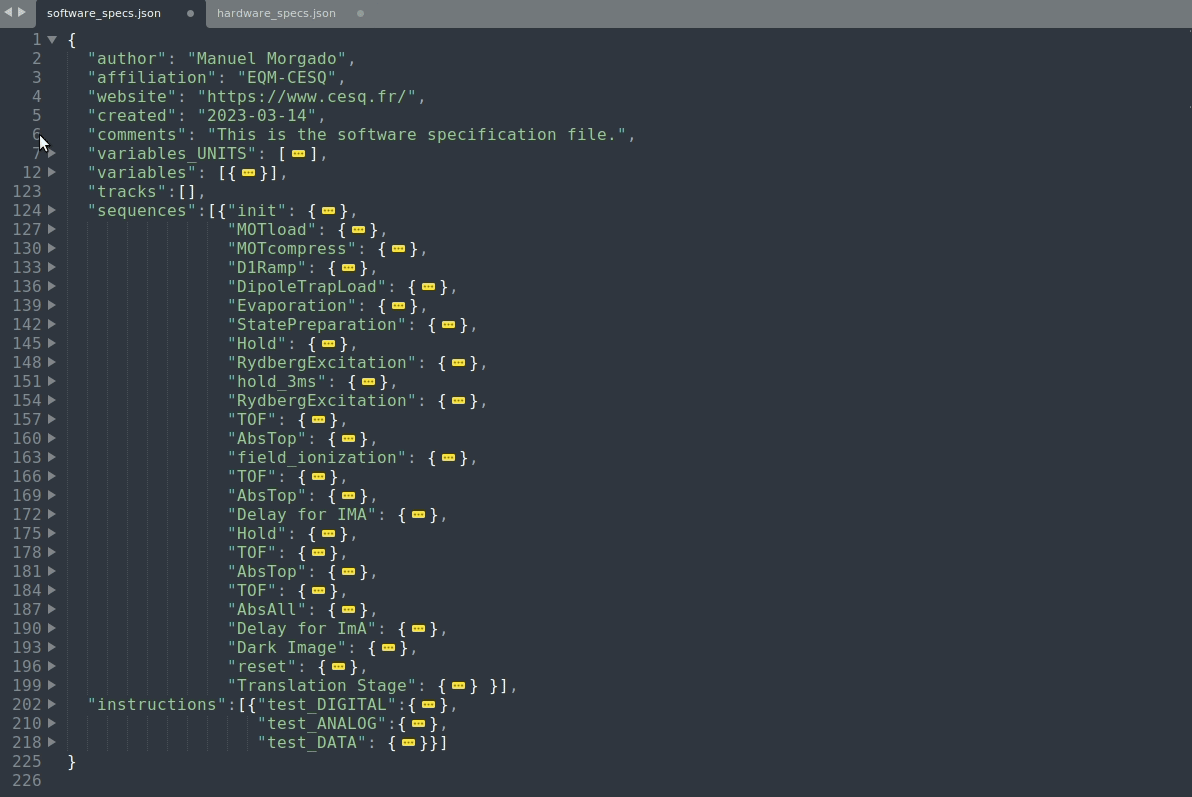 software_specs.json hardware_specs.json
1 {
2 "author": "Manuel Morgado",
3 "affiliation": "EQM-CESQ",
4 "website": "https://www.cesq.fr/",
5 "created": "2023-03-14",
6 "comments": "This is the software specification file.",
7 "variables_UNITS": [ ],
12 "variables": [{ }],
123 "tracks":[],
124 "sequences":[{"init": { },
127 "MOTload": { },
130 "MOTcompress": { },
133 "D1Ramp": { },
136 "DipoleTrapLoad": { },
139 "Evaporation": { },
142 "StatePreparation": { },
145 "Hold": { },
148 "RydbergExcitation": { },
151 "hold_3ms": { },
154 "RydbergExcitation": { },
157 "TOF": { },
160 "AbsTop": { },
163 "field_ionization": { },
166 "TOF": { },
169 "AbsTop": { },
172 "Delay for IMA": { },
175 "Hold": { },
178 "TOF": { },
181 "AbsTop": { },
184 "TOF": { },
187 "AbsAll": { },
190 "Delay for ImA": { },
193 "Dark Image": { },
196 "reset": { },
199 "Translation Stage": { } }],
202 "instructions":[{"test_DIGITAL":{ },
210 "test_ANALOG":{ },
218 "test_DATA": { }}]
225 }
226